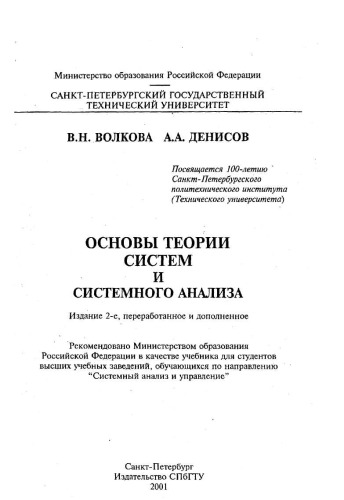 Министерство образования Российской Федерации
САНКТ-ПЕТЕРБУРГСКИЙ ГОСУДАРСТВЕННЫЙ
ТЕХНИЧЕСКИЙ УНИВЕРСИТЕТ
В.Н. ВОЛКОВА А.А. ДЕНИСОВ
Посвящается 100-летию
Санкт-Петербургского
политехнического института
(Технического университета)
ОСНОВЫ ТЕОРИИ
СИСТЕМ
И
СИСТЕМНОГО АНАЛИЗА
Издание 2-е, переработанное и дополненное
Рекомендовано Министерством образования
Российской Федерации в качестве учебника для студентов
высших учебных заведений, обучающихся по направлению
“Системный анализ и управление”
Санкт-Петербург
Издательство СПбГТУ
2001